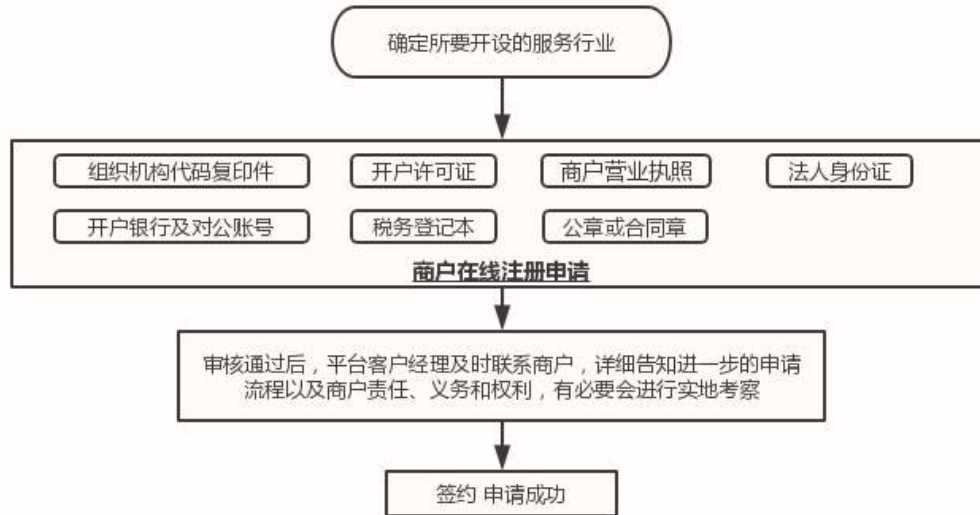 确定所要开设的服务行业
组织机构代码复印件
开户许可证
商户营业执照
法人身份证
开户银行及对公账号
税务登记本
公章或合同章
商户在线注册申请
审核通过后，平台客户经理及时联系商户，详细告知进一步的申请
流程以及商户责任、义务和权利，有必要会进行实地考察
签约 申请成功